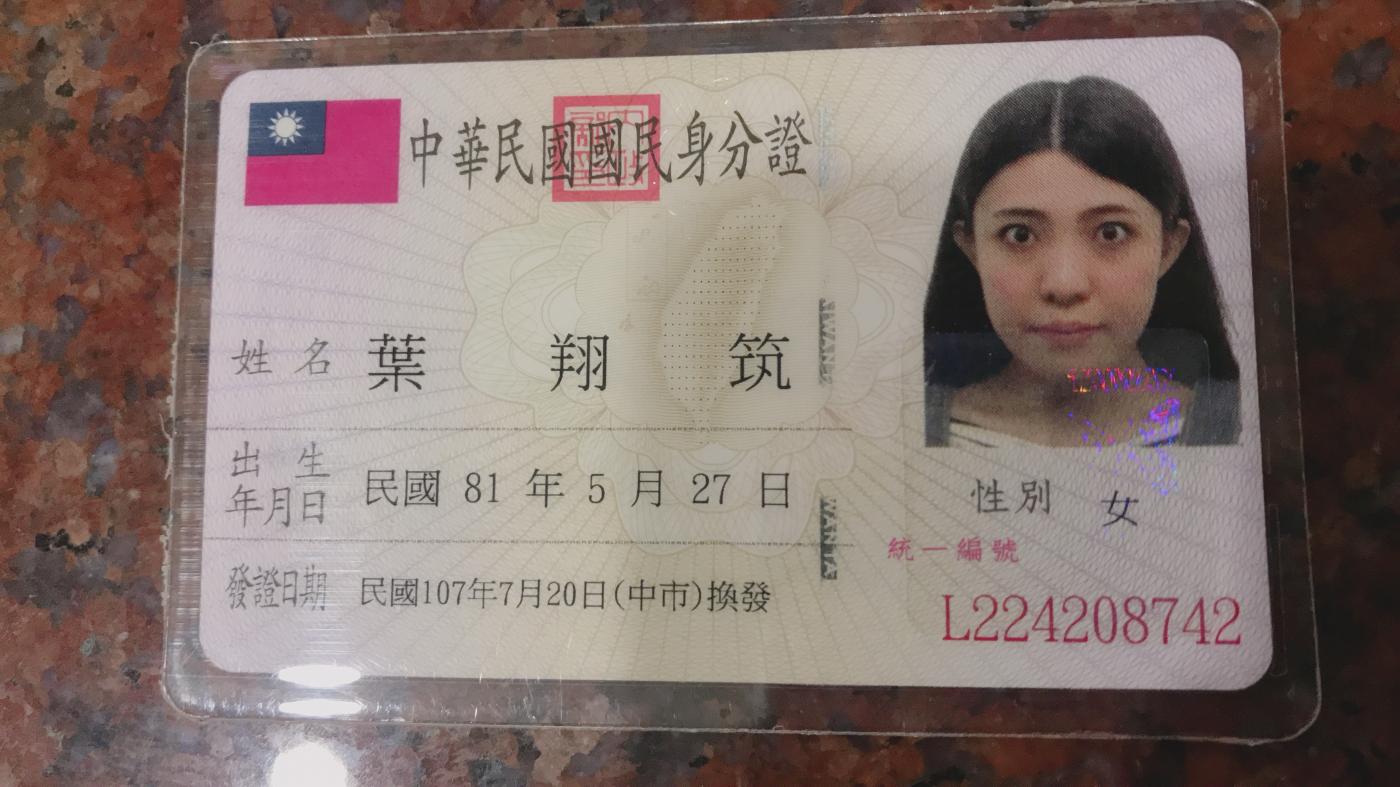 中華民國國民身分證
姓名 葉翔筑
出生年月日 民國 81 年 5 月 27 日
性別 女
統一編號
發證日期 民國107年7月20日(中市)換發
L224208742